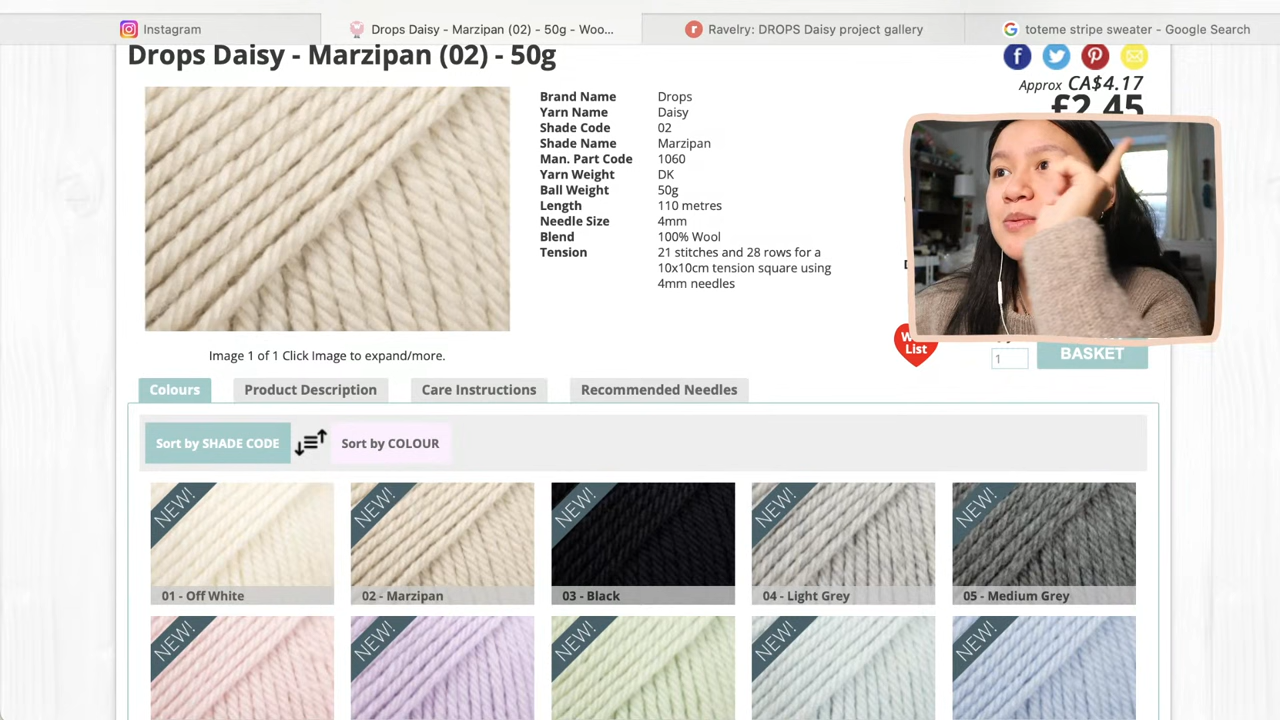 Instagram
Drops Daisy - Marzipan (02) - 50g - Woo...
Ravelry: DROPS Daisy project gallery
toteme stripe sweater - Google Search
Drops Daisy - Marzipan (02) - 50g
Approx CA$4.17
£2.45
Brand Name Drops
Yarn Name Daisy
Shade Code 02
Shade Name Marzipan
Man. Part Code 1060
Yarn Weight DK
Ball Weight 50g
Length 110 metres
Needle Size 4mm
Blend 100% Wool
Tension 21 stitches and 28 rows for a
10x10cm tension square using
4mm needles
List
1
BASKET
Image 1 of 1 Click Image to expand/more.
Colours
Product Description
Care Instructions
Recommended Needles
Sort by SHADE CODE
Sort by COLOUR
NEW! NEW! NEW! NEW! NEW!
01 - Off White
02 - Marzipan
03 - Black
04 - Light Grey
05 - Medium Grey
NEW! NEW! NEW! NEW! NEW!